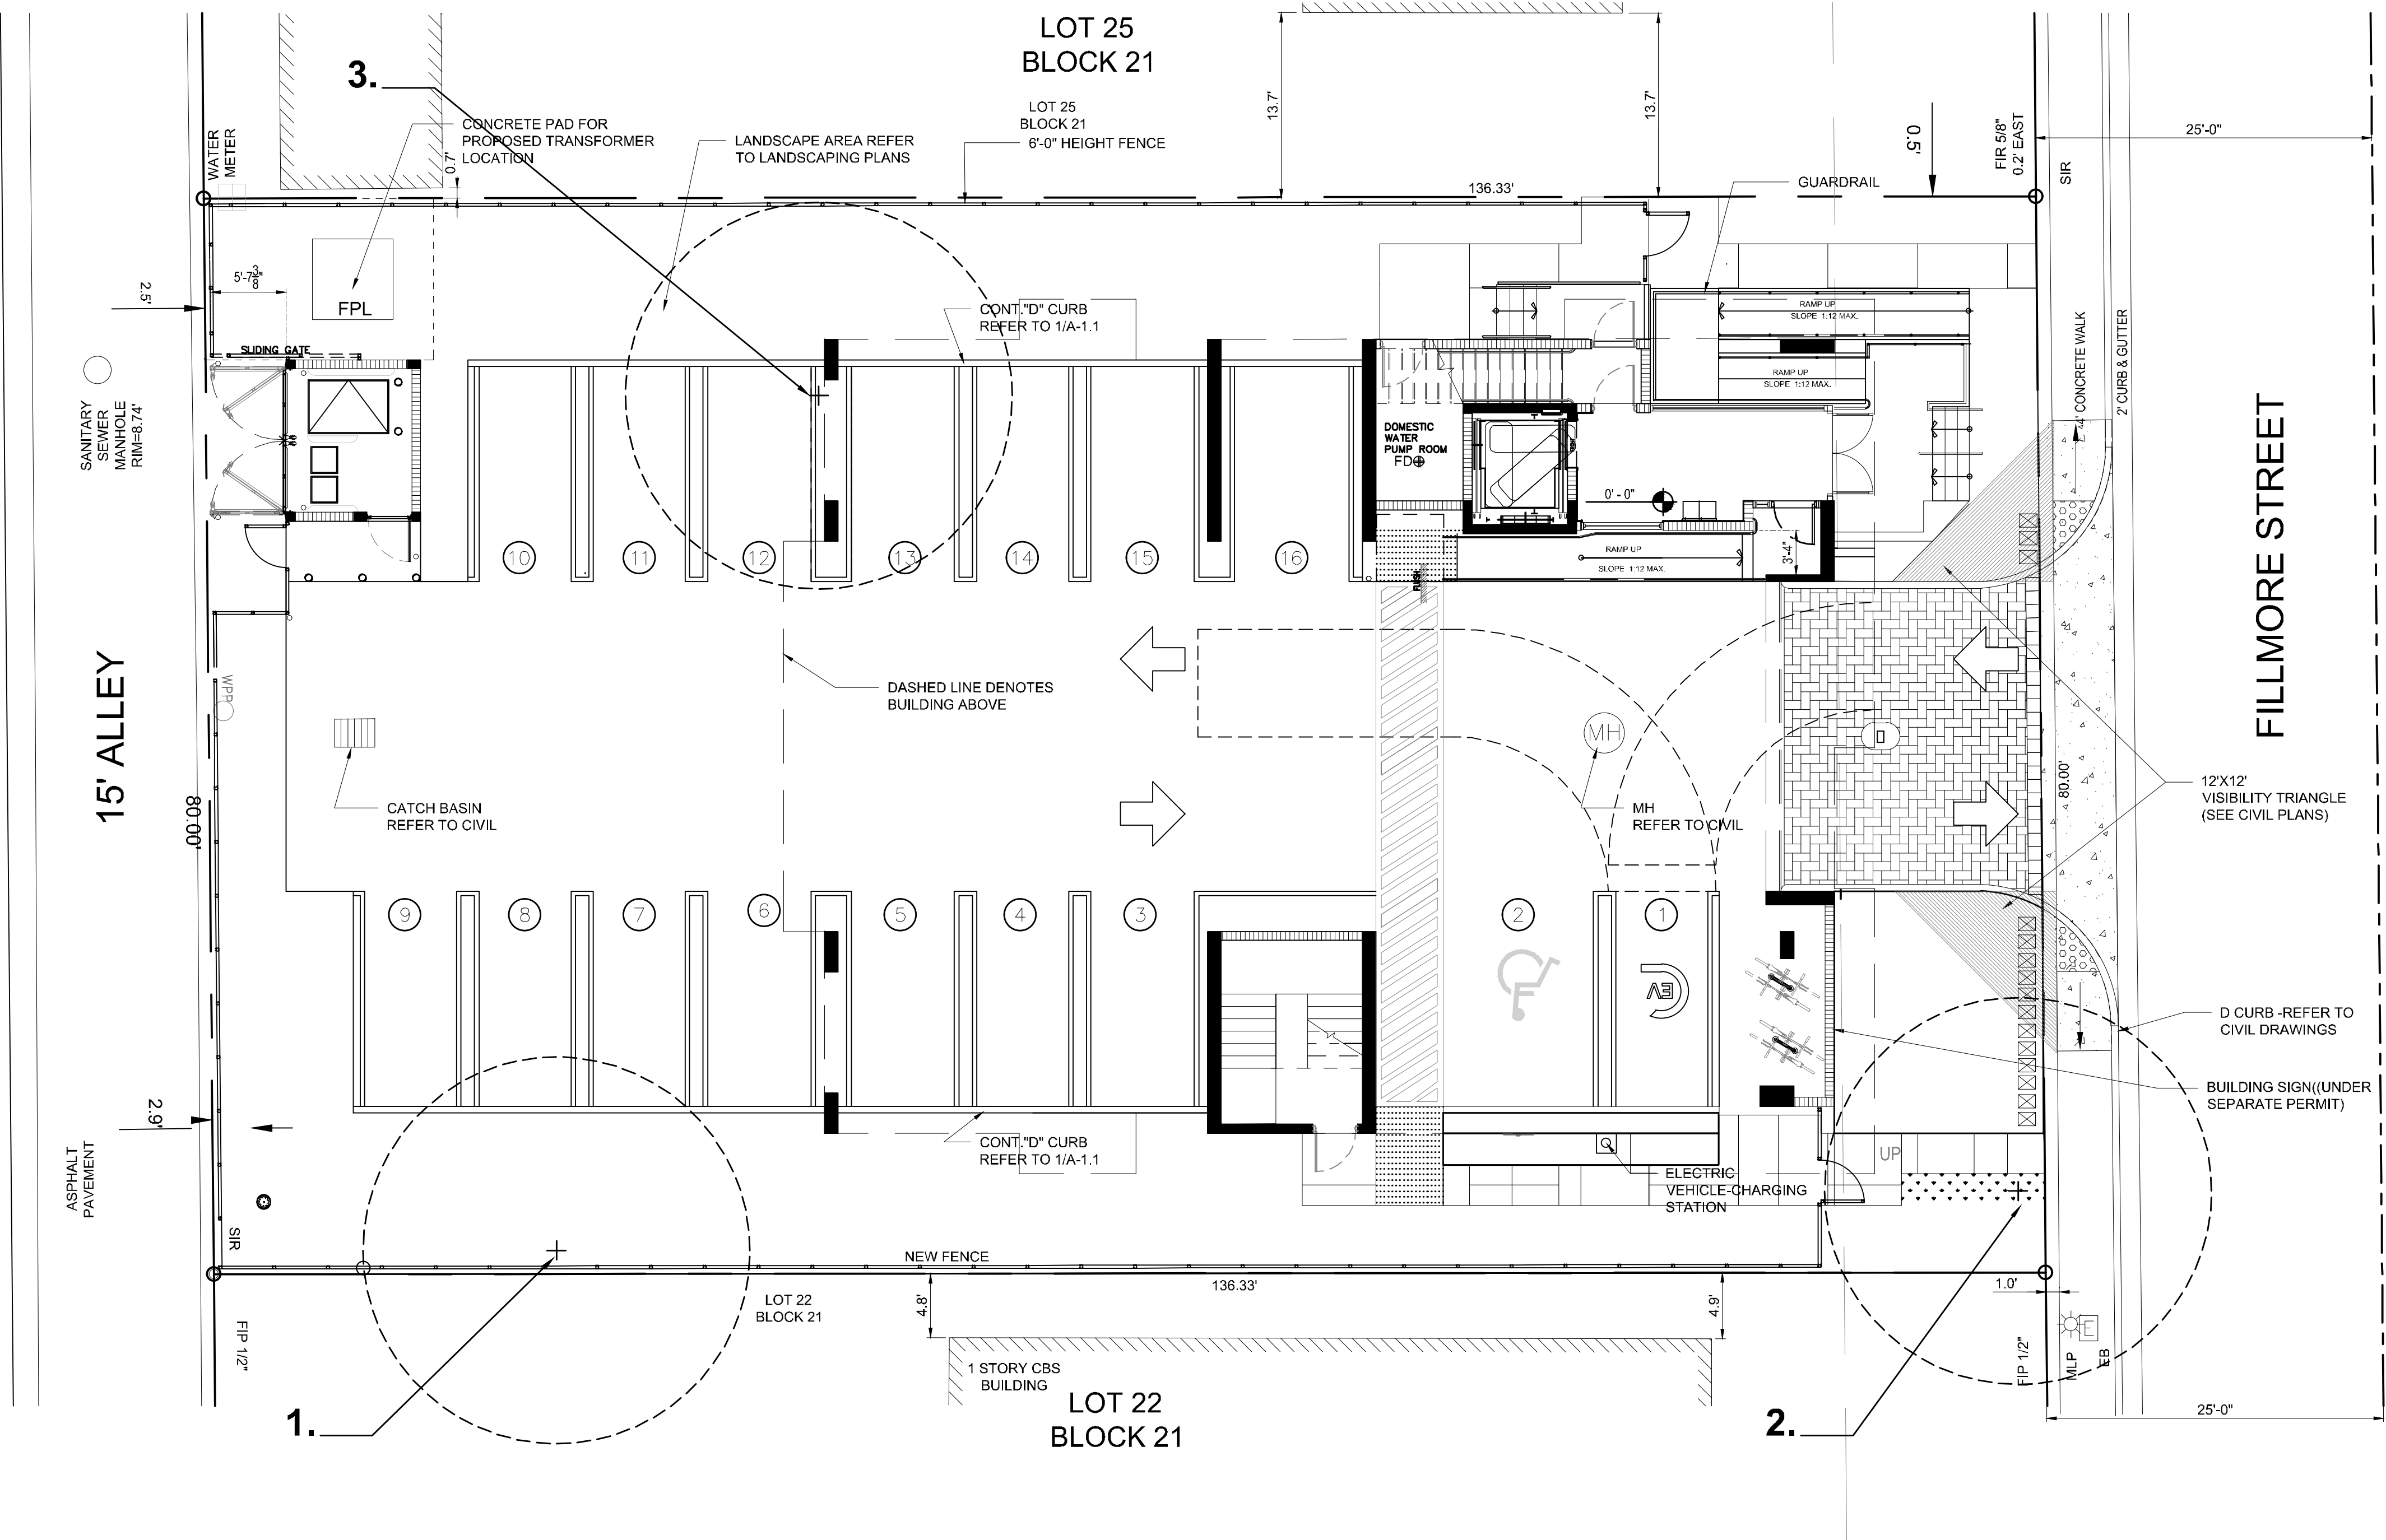 LOT 25
BLOCK 21
3.
LOT 25
BLOCK 21
6'-0" HEIGHT FENCE
CONCRETE PAD FOR
PROPOSED TRANSFORMER
LOCATION
LANDSCAPE AREA REFER
TO LANDSCAPING PLANS
WATER
METER
0.7'
13.7'
13.7'
0.5'
FIR 5/8"
0.2' EAST
SIR
25'-0"
136.33'
GUARDRAIL
5'-7 3/8"
FPL
2.5'
SLIDING GATE
CONT."D" CURB
REFER TO 1/A-1.1
RAMP UP
SLOPE 1:12 MAX.
RAMP UP
SLOPE 1:12 MAX.
4' CONCRETE WALK
2' CURB & GUTTER
SANITARY
SEWER
MANHOLE
RIM=8.74'
DOMESTIC
WATER
PUMP ROOM
FD
0' - 0"
10
11
12
13
14
15
16
RAMP UP
SLOPE 1:12 MAX.
3'-4"
FLUSH
FILLMORE STREET
15' ALLEY
WPP
DASHED LINE DENOTES
BUILDING ABOVE
MH
80.00'
CATCH BASIN
REFER TO CIVIL
MH
REFER TO CIVIL
80.00'
12'X12'
VISIBILITY TRIANGLE
(SEE CIVIL PLANS)
9
8
7
6
5
4
3
2
1
EV
D CURB -REFER TO
CIVIL DRAWINGS
BUILDING SIGN((UNDER
SEPARATE PERMIT)
2.9'
ASPHALT
PAVEMENT
CONT."D" CURB
REFER TO 1/A-1.1
UP
ELECTRIC
VEHICLE-CHARGING
STATION
SIR
NEW FENCE
136.33'
1.0'
LOT 22
BLOCK 21
4.8'
4.9'
FIP 1/2"
FIP 1/2"
MLP
E
EB
1 STORY CBS
BUILDING
LOT 22
BLOCK 21
1.
2.
25'-0"